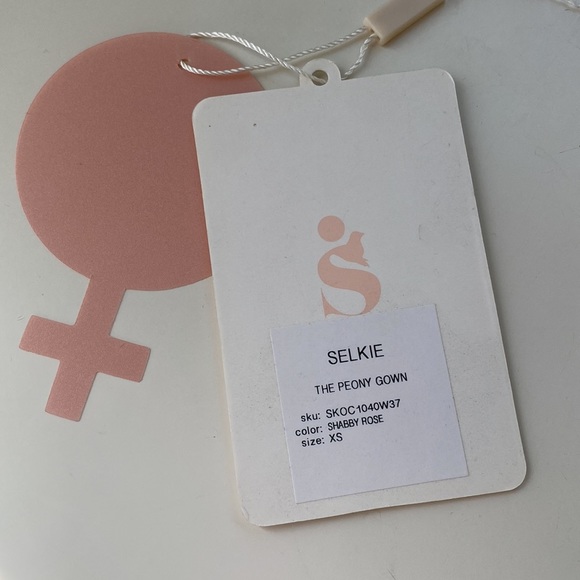 S
SELKIE
THE PEONY GOWN
sku: SKOC1040W37
color: SHABBY ROSE
size: XS